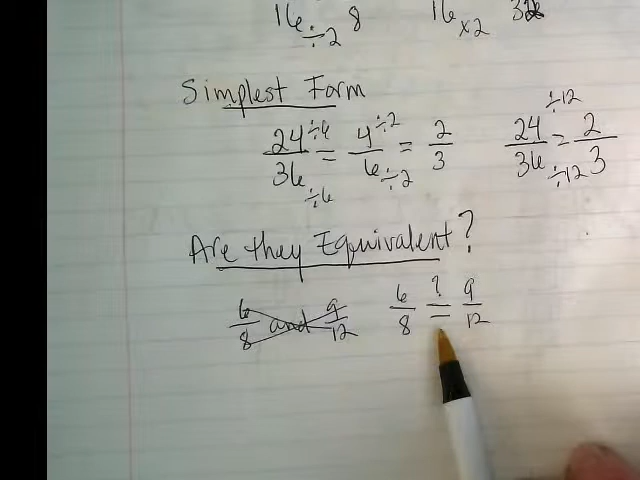 16 ÷2 8 16 ×2 32
Simplest Form
24/36 ÷6/÷6 = 4/6 ÷2/÷2 = 2/3 24/36 ÷12/÷12 = 2/3
Are they Equivalent?
6/8 and 9/12 6/8 ?= 9/12